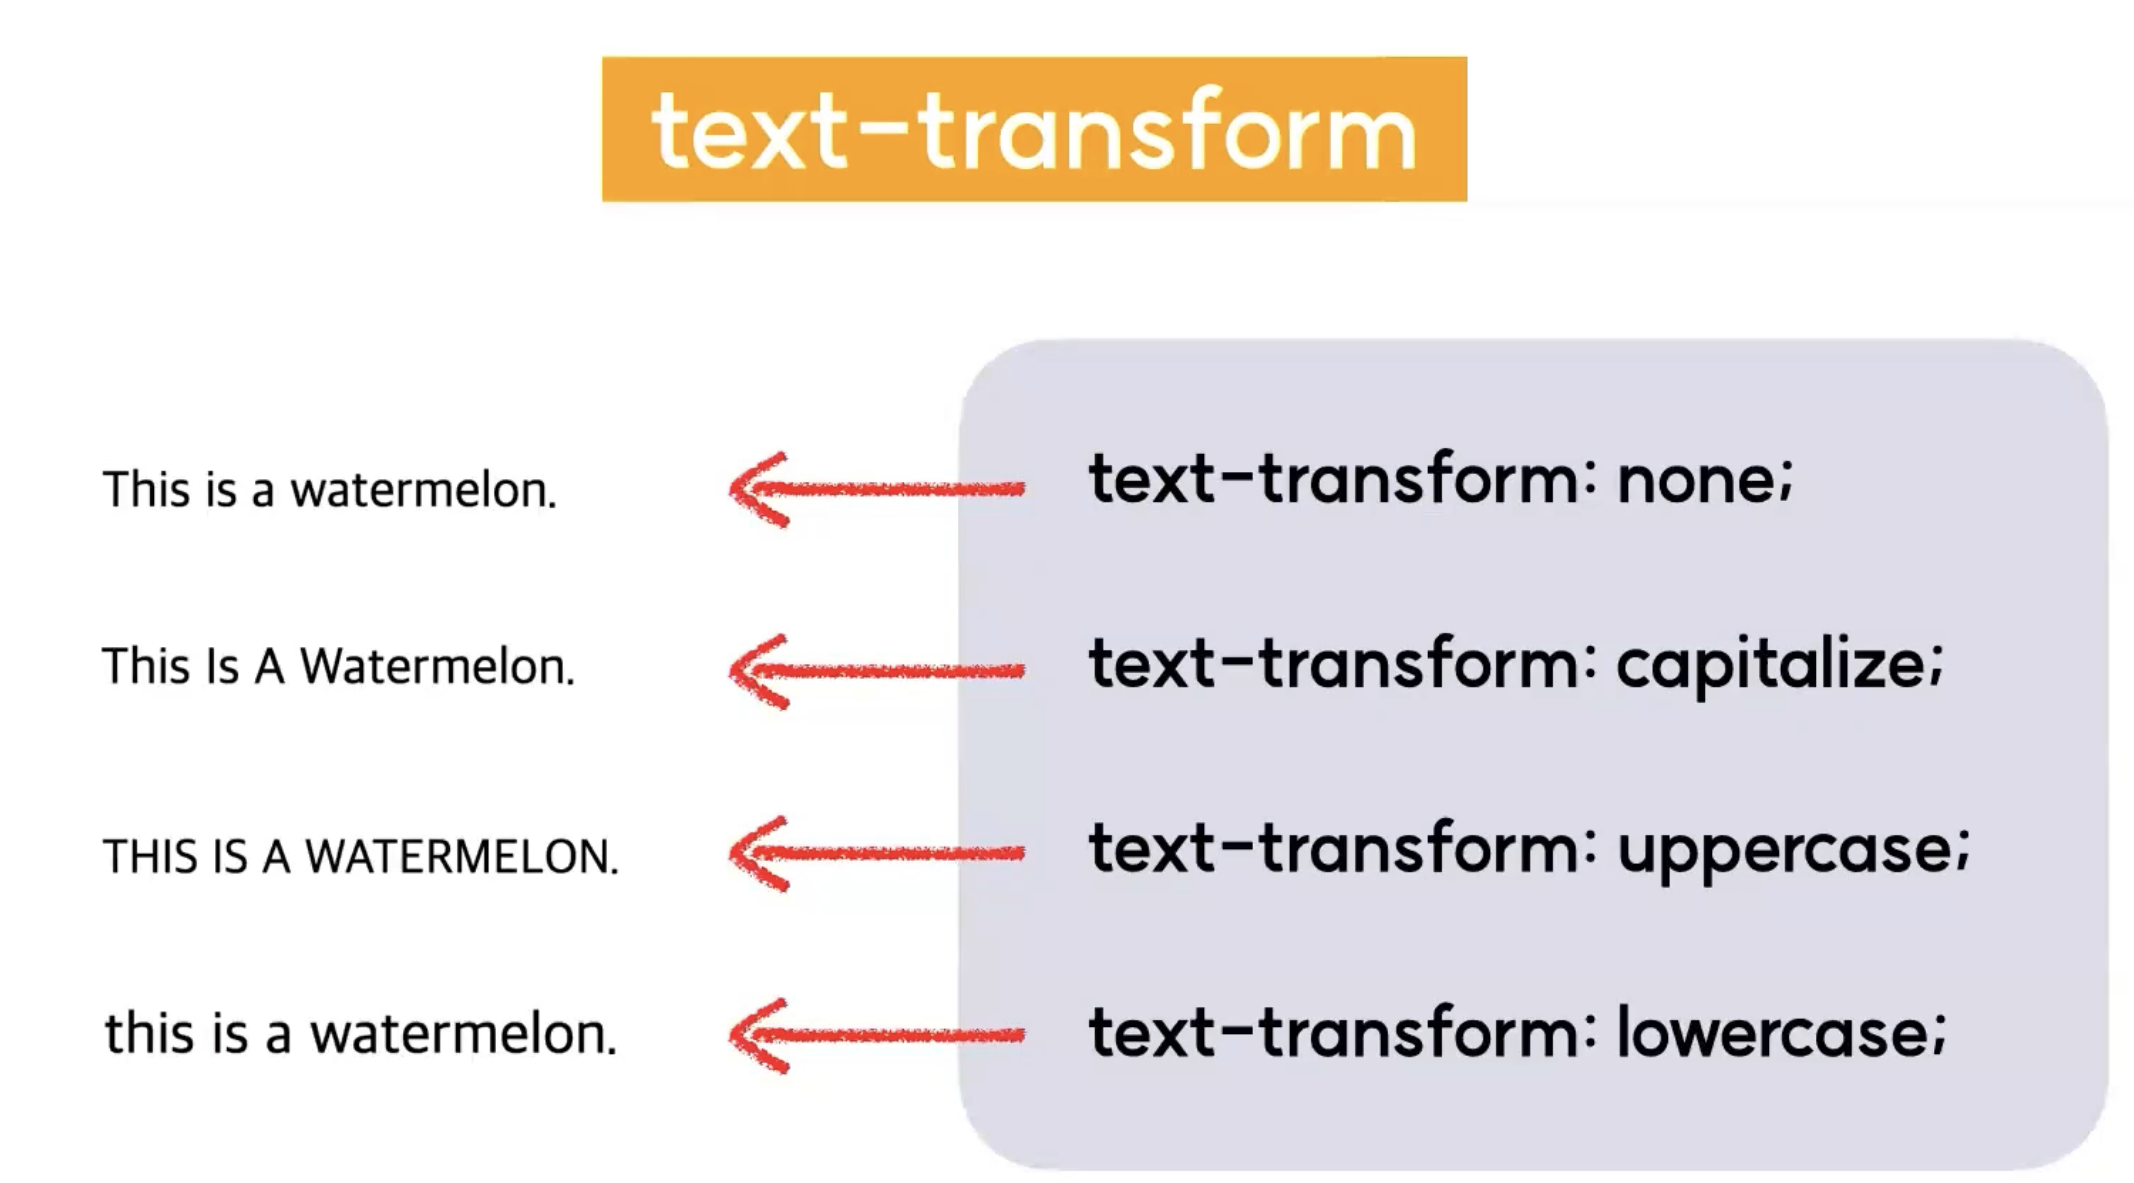 text-transform
This is a watermelon.
text-transform: none;
This Is A Watermelon.
text-transform: capitalize;
THIS IS A WATERMELON.
text-transform: uppercase;
this is a watermelon.
text-transform: lowercase;